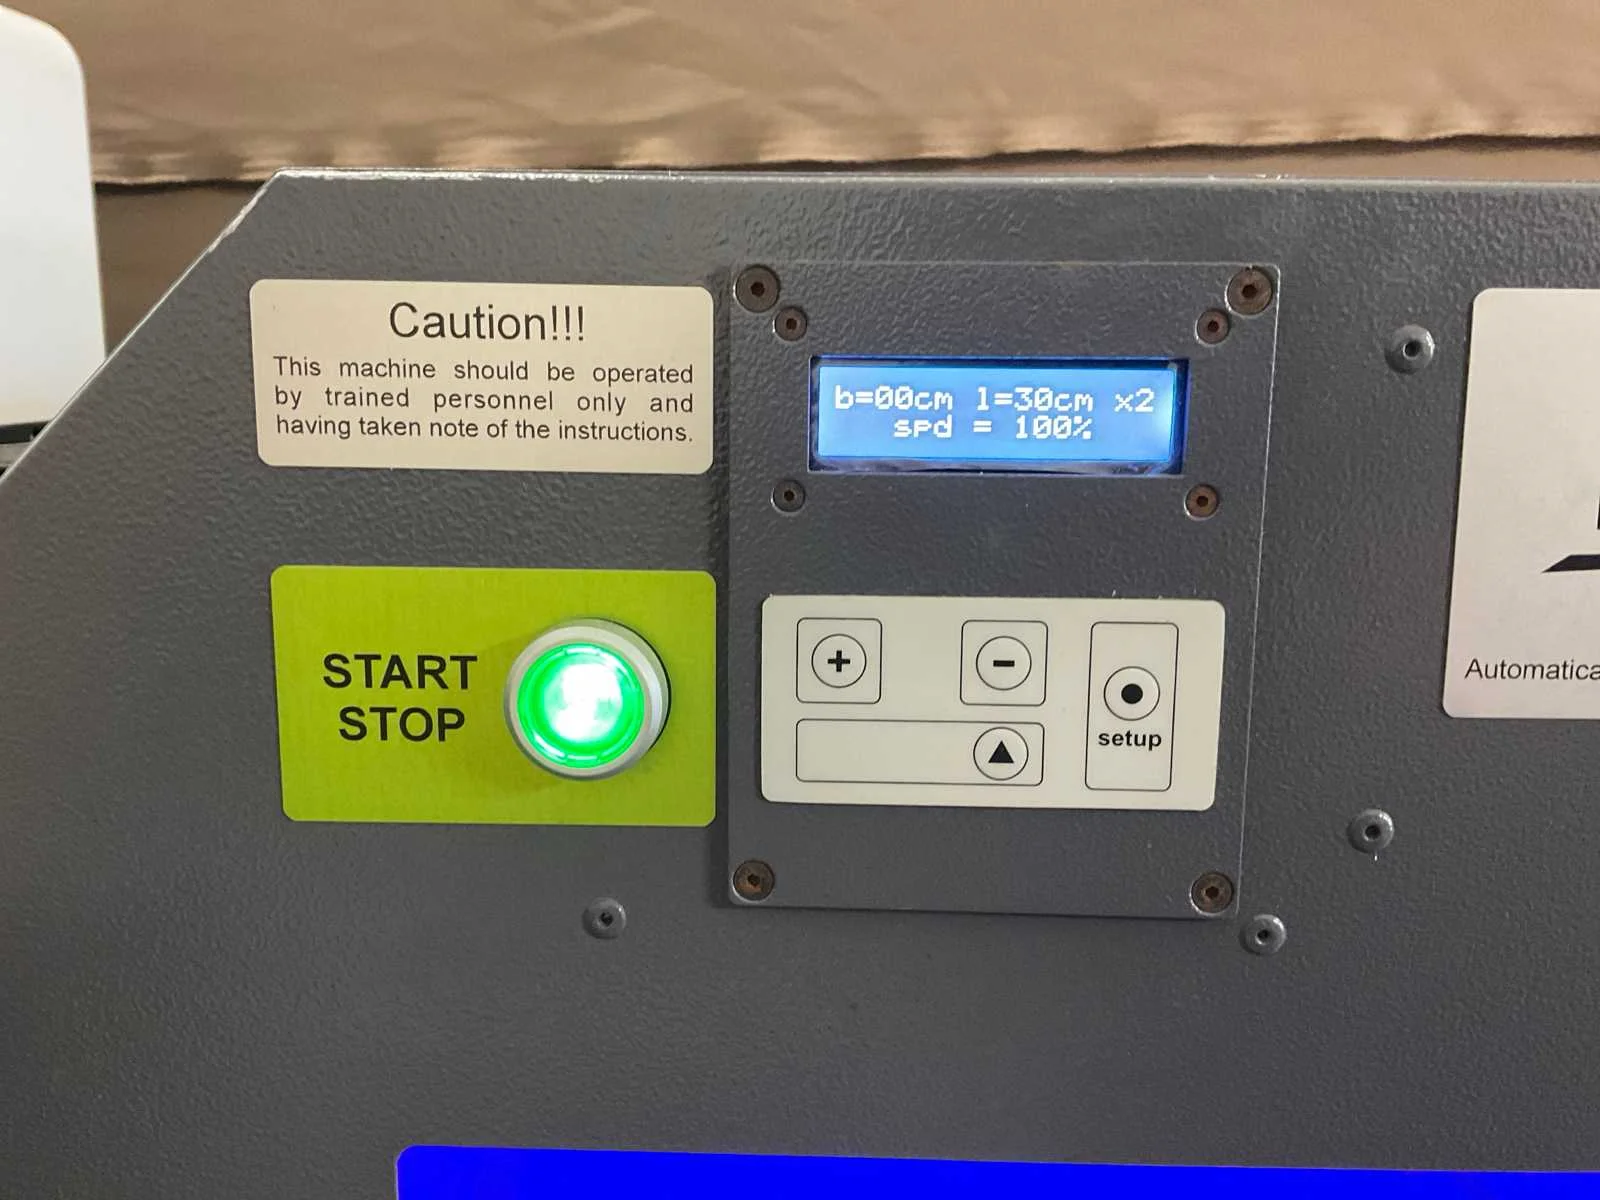 Caution!!!
This machine should be operated
by trained personnel only and
having taken note of the instructions.
b=00cm l=30cm x2
spd = 100%
START
STOP
+
-
setup